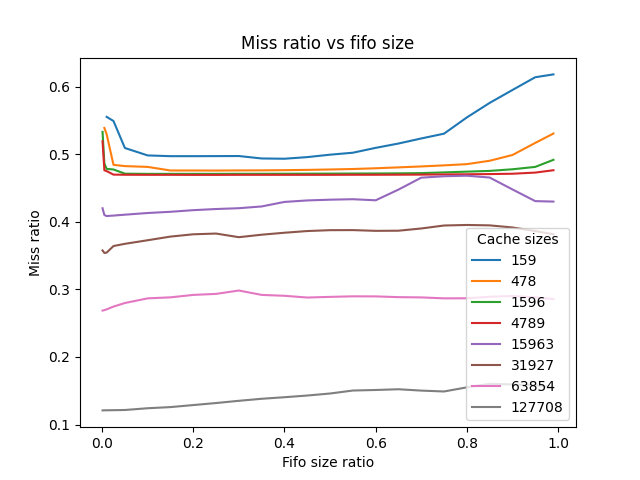 Miss ratio vs fifo size
Miss ratio
0.6
0.5
0.4
0.3
0.2
0.1
Cache sizes
159
478
1596
4789
15963
31927
63854
127708
0.0 0.2 0.4 0.6 0.8 1.0
Fifo size ratio